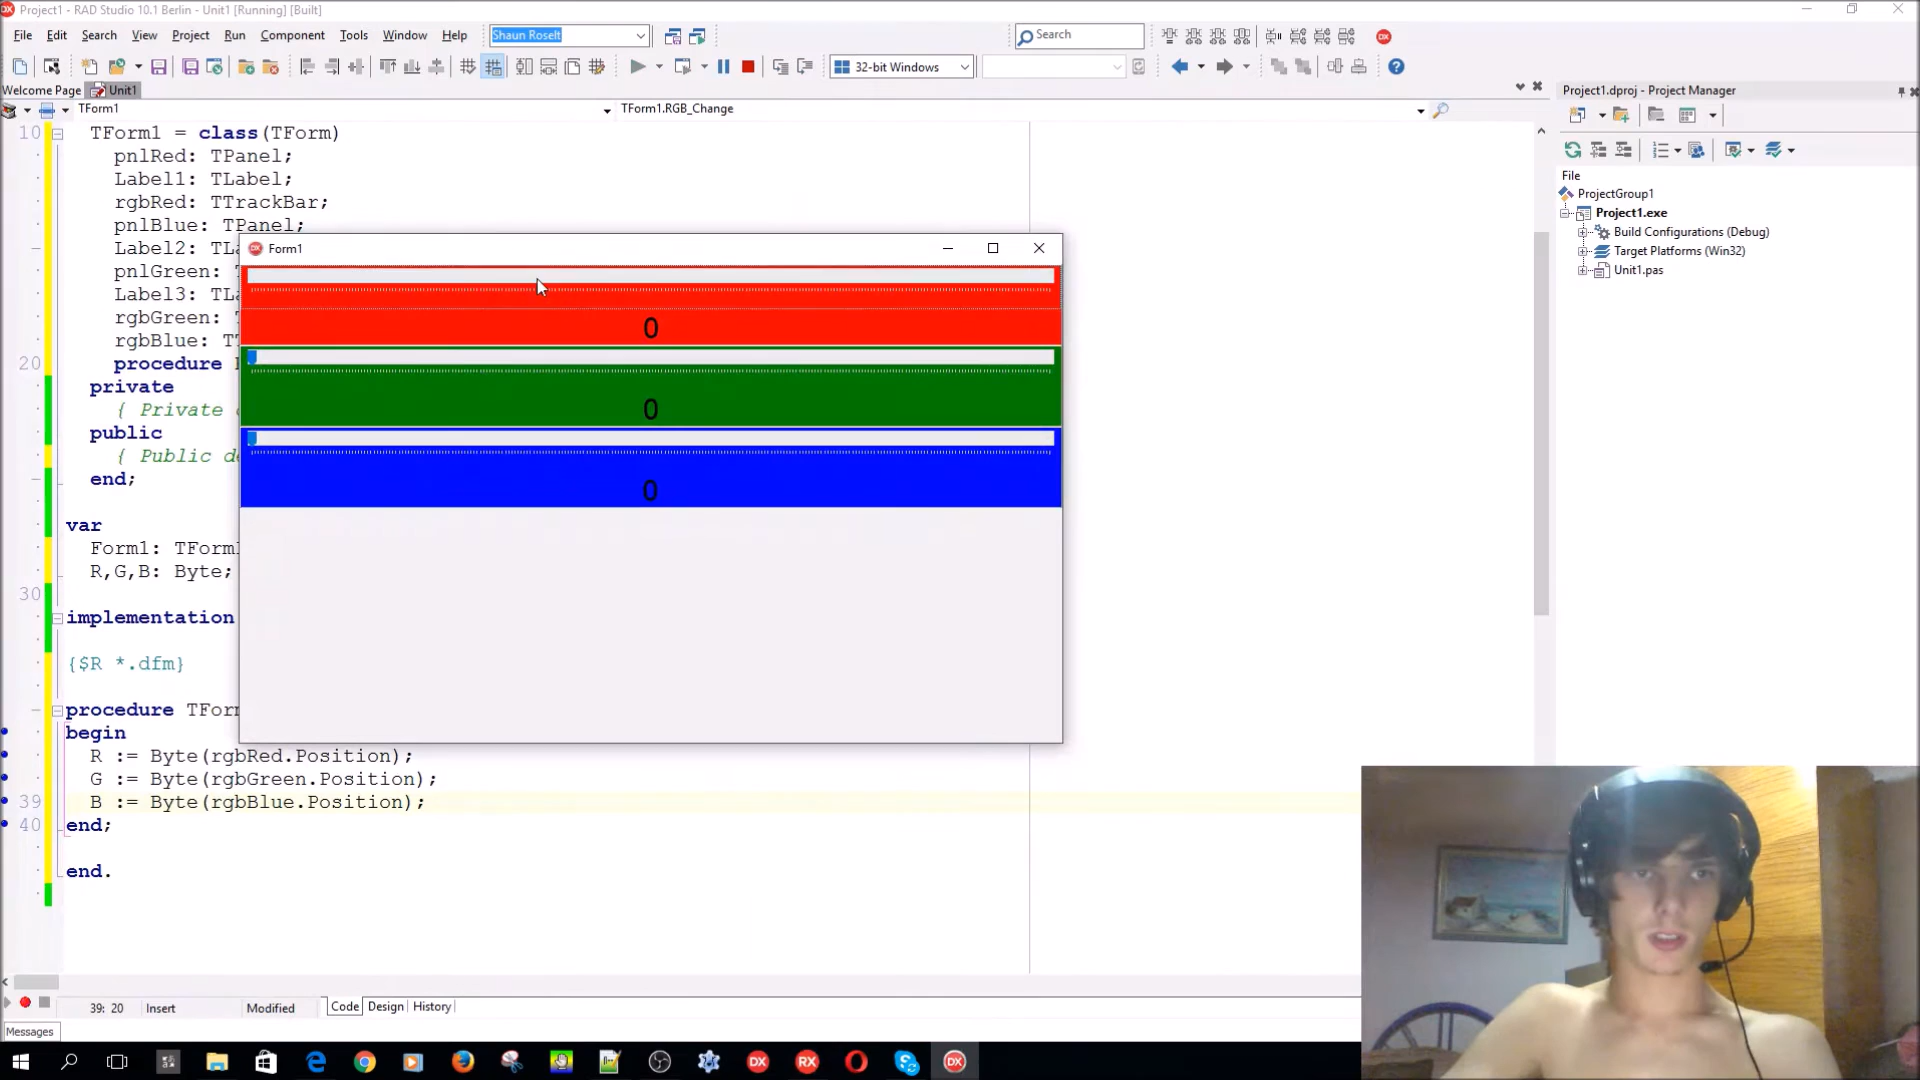 Project1 - RAD Studio 10.1 Berlin - Unit1 [Running] [Built]
File Edit Search View Project Run Component Tools Window Help Shaun Roselt Search
32-bit Windows
Welcome Page Unit1
TForm1 TForm1.RGB_Change
10 TForm1 = class(TForm)
pnlRed: TPanel;
Label1: TLabel;
rgbRed: TTrackBar;
pnlBlue: TPanel;
Label2:
pnlGreen:
Label3:
rgbGreen:
rgbBlue:
20 procedure
private
{ Private
public
{ Public
end;
var
Form1:
R,G,B: Byte;
30
implementation
{$R *.dfm}
procedure
begin
R := Byte(rgbRed.Position);
G := Byte(rgbGreen.Position);
39 B := Byte(rgbBlue.Position);
40 end;
end.
Form1
0
0
0
Project1.dproj - Project Manager
File
ProjectGroup1
Project1.exe
Build Configurations (Debug)
Target Platforms (Win32)
Unit1.pas
39: 20 Insert Modified Code Design History
Messages
DX RX DX